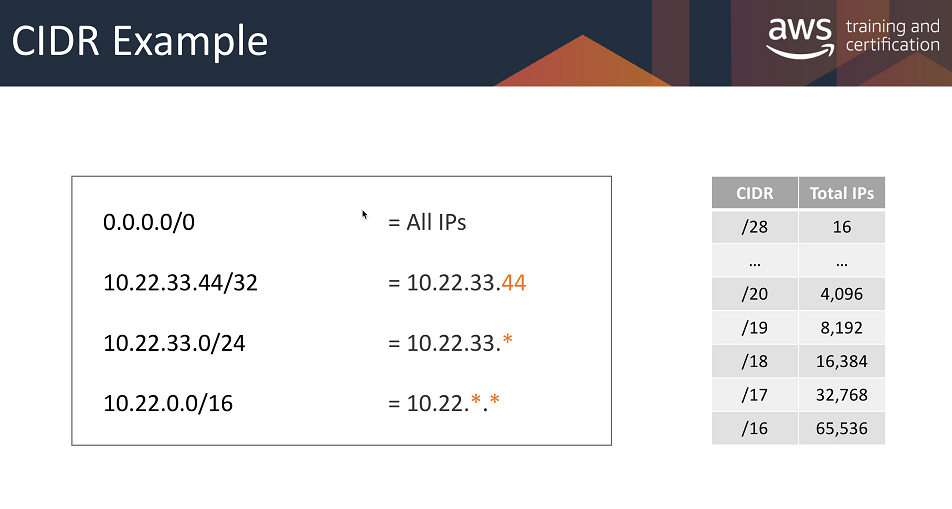 CIDR Example
aws training and certification
0.0.0.0/0 = All IPs
10.22.33.44/32 = 10.22.33.44
10.22.33.0/24 = 10.22.33.*
10.22.0.0/16 = 10.22.*.*
CIDR Total IPs
/28 16
... ...
/20 4,096
/19 8,192
/18 16,384
/17 32,768
/16 65,536